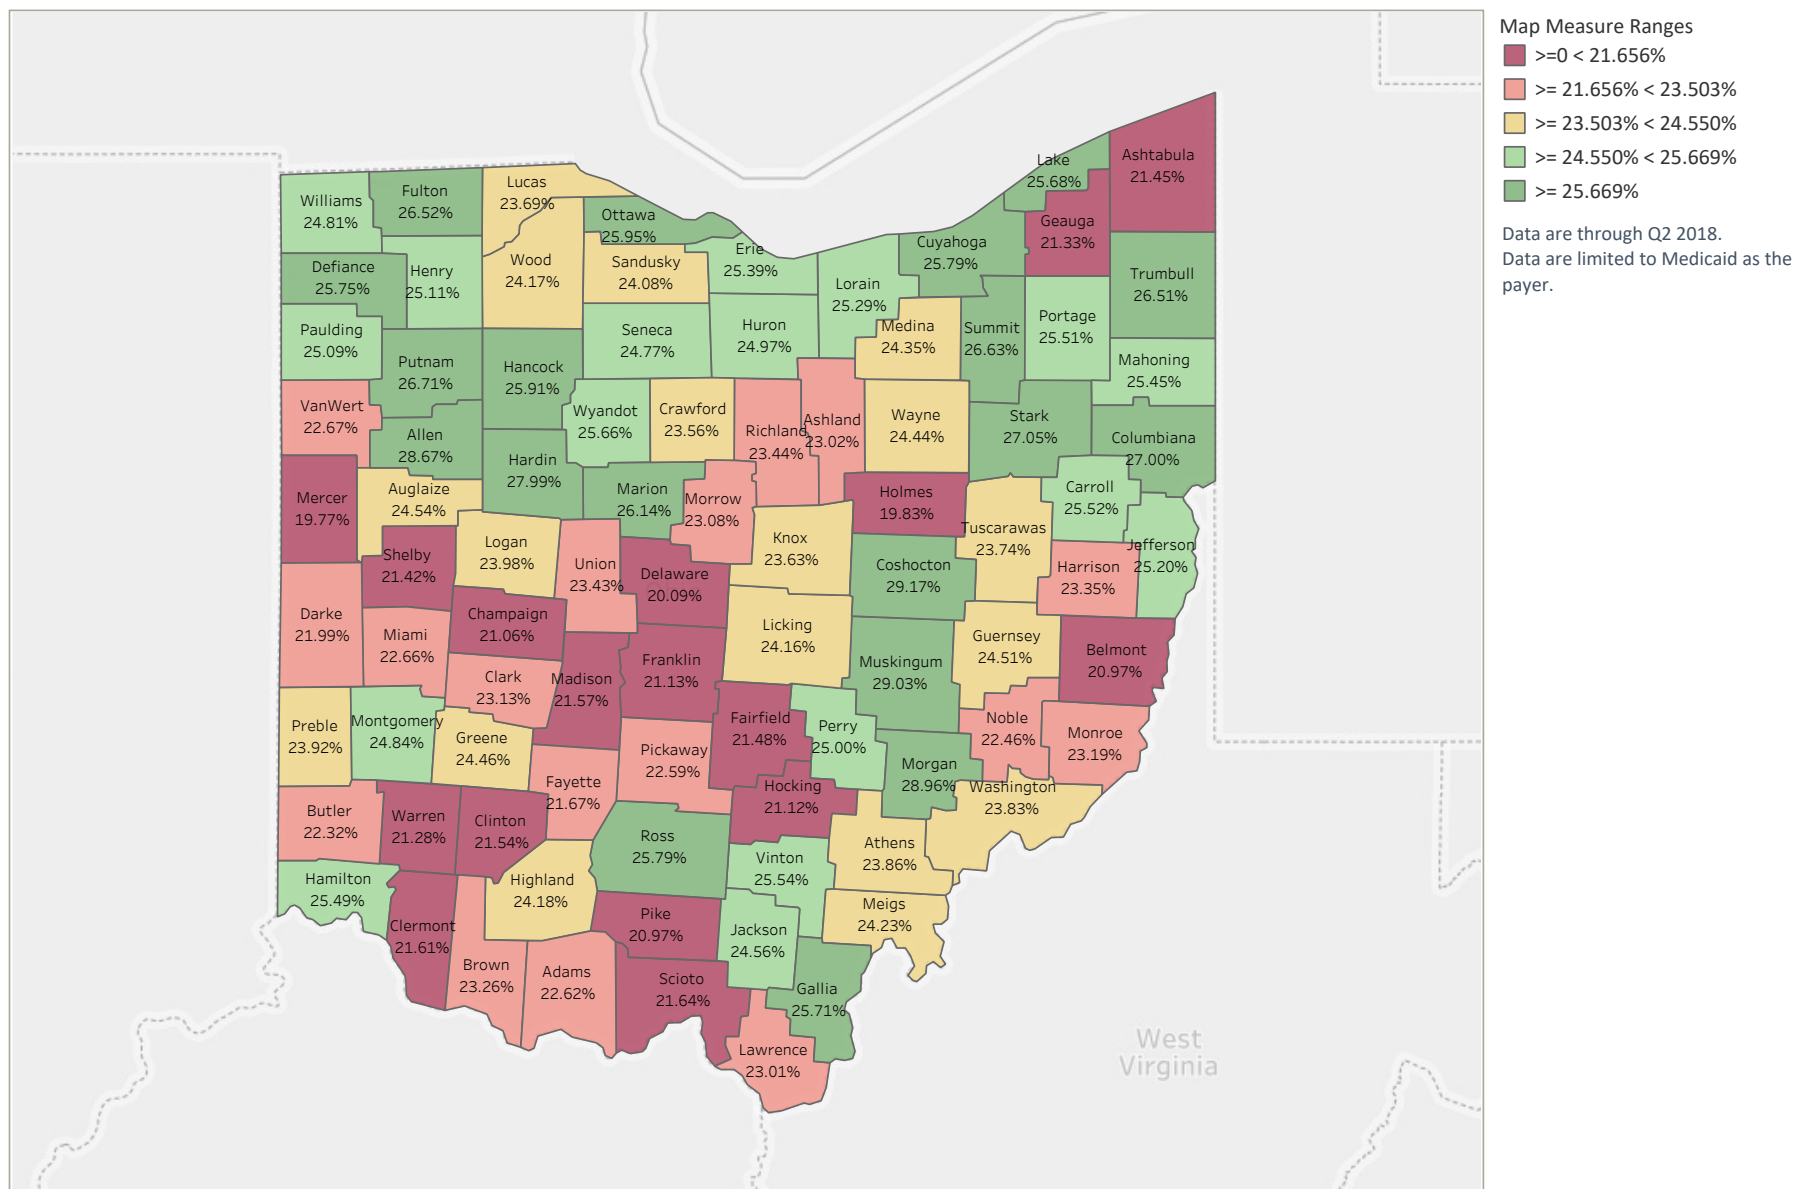 Map Measure Ranges
>=0 < 21.656%
>= 21.656% < 23.503%
>= 23.503% < 24.550%
>= 24.550% < 25.669%
>= 25.669%
Data are through Q2 2018.
Data are limited to Medicaid as the
payer.
Williams
24.81%
Fulton
26.52%
Lucas
23.69%
Ottawa
25.95%
Lake
25.68%
Ashtabula
21.45%
Geauga
21.33%
Cuyahoga
25.79%
Erie
25.39%
Wood
24.17%
Sandusky
24.08%
Defiance
25.75%
Henry
25.11%
Lorain
25.29%
Trumbull
26.51%
Paulding
25.09%
Seneca
24.77%
Huron
24.97%
Medina
24.35%
Summit
26.63%
Portage
25.51%
Putnam
26.71%
Hancock
25.91%
Mahoning
25.45%
VanWert
22.67%
Wyandot
25.66%
Crawford
23.56%
Richland
23.44%
Ashland
23.02%
Wayne
24.44%
Stark
27.05%
Columbiana
27.00%
Allen
28.67%
Hardin
27.99%
Mercer
19.77%
Auglaize
24.54%
Marion
26.14%
Morrow
23.08%
Holmes
19.83%
Carroll
25.52%
Tuscarawas
23.74%
Jefferson
25.20%
Shelby
21.42%
Logan
23.98%
Union
23.43%
Delaware
20.09%
Knox
23.63%
Coshocton
29.17%
Harrison
23.35%
Darke
21.99%
Miami
22.66%
Champaign
21.06%
Licking
24.16%
Guernsey
24.51%
Belmont
20.97%
Clark
23.13%
Madison
21.57%
Franklin
21.13%
Muskingum
29.03%
Preble
23.92%
Montgomery
24.84%
Greene
24.46%
Fairfield
21.48%
Perry
25.00%
Noble
22.46%
Monroe
23.19%
Pickaway
22.59%
Morgan
28.96%
Fayette
21.67%
Hocking
21.12%
Washington
23.83%
Butler
22.32%
Warren
21.28%
Clinton
21.54%
Ross
25.79%
Athens
23.86%
Vinton
25.54%
Hamilton
25.49%
Highland
24.18%
Meigs
24.23%
Clermont
21.61%
Pike
20.97%
Jackson
24.56%
Brown
23.26%
Adams
22.62%
Scioto
21.64%
Gallia
25.71%
Lawrence
23.01%
West
Virginia